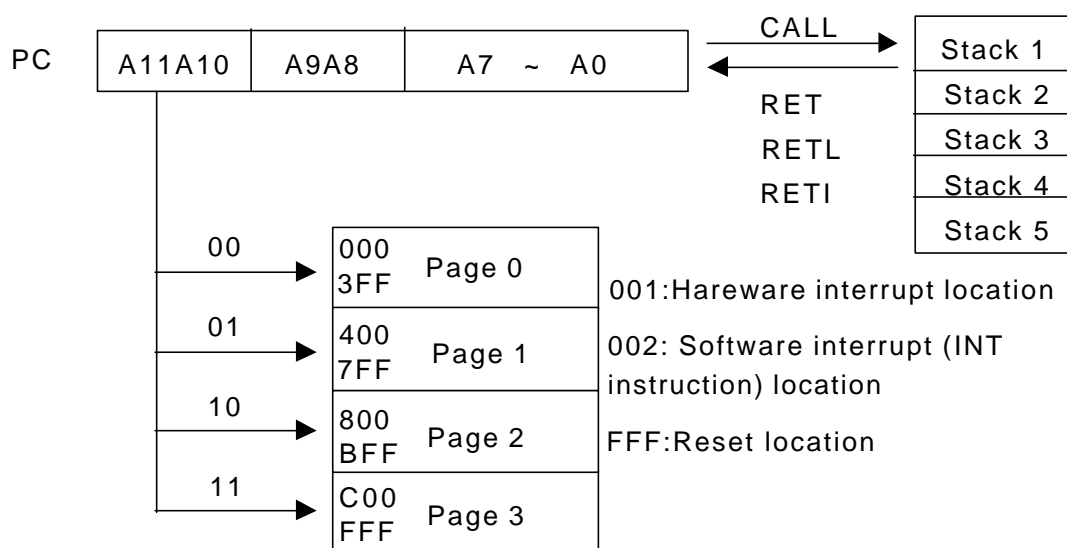 PC
A11A10
A9A8
A7 ~ A0
CALL
RET
RETL
RETI
Stack 1
Stack 2
Stack 3
Stack 4
Stack 5
00
000
3FF
Page 0
01
400
7FF
Page 1
10
800
BFF
Page 2
11
C00
FFF
Page 3
001:Hareware interrupt location
002: Software interrupt (INT
instruction) location
FFF:Reset location